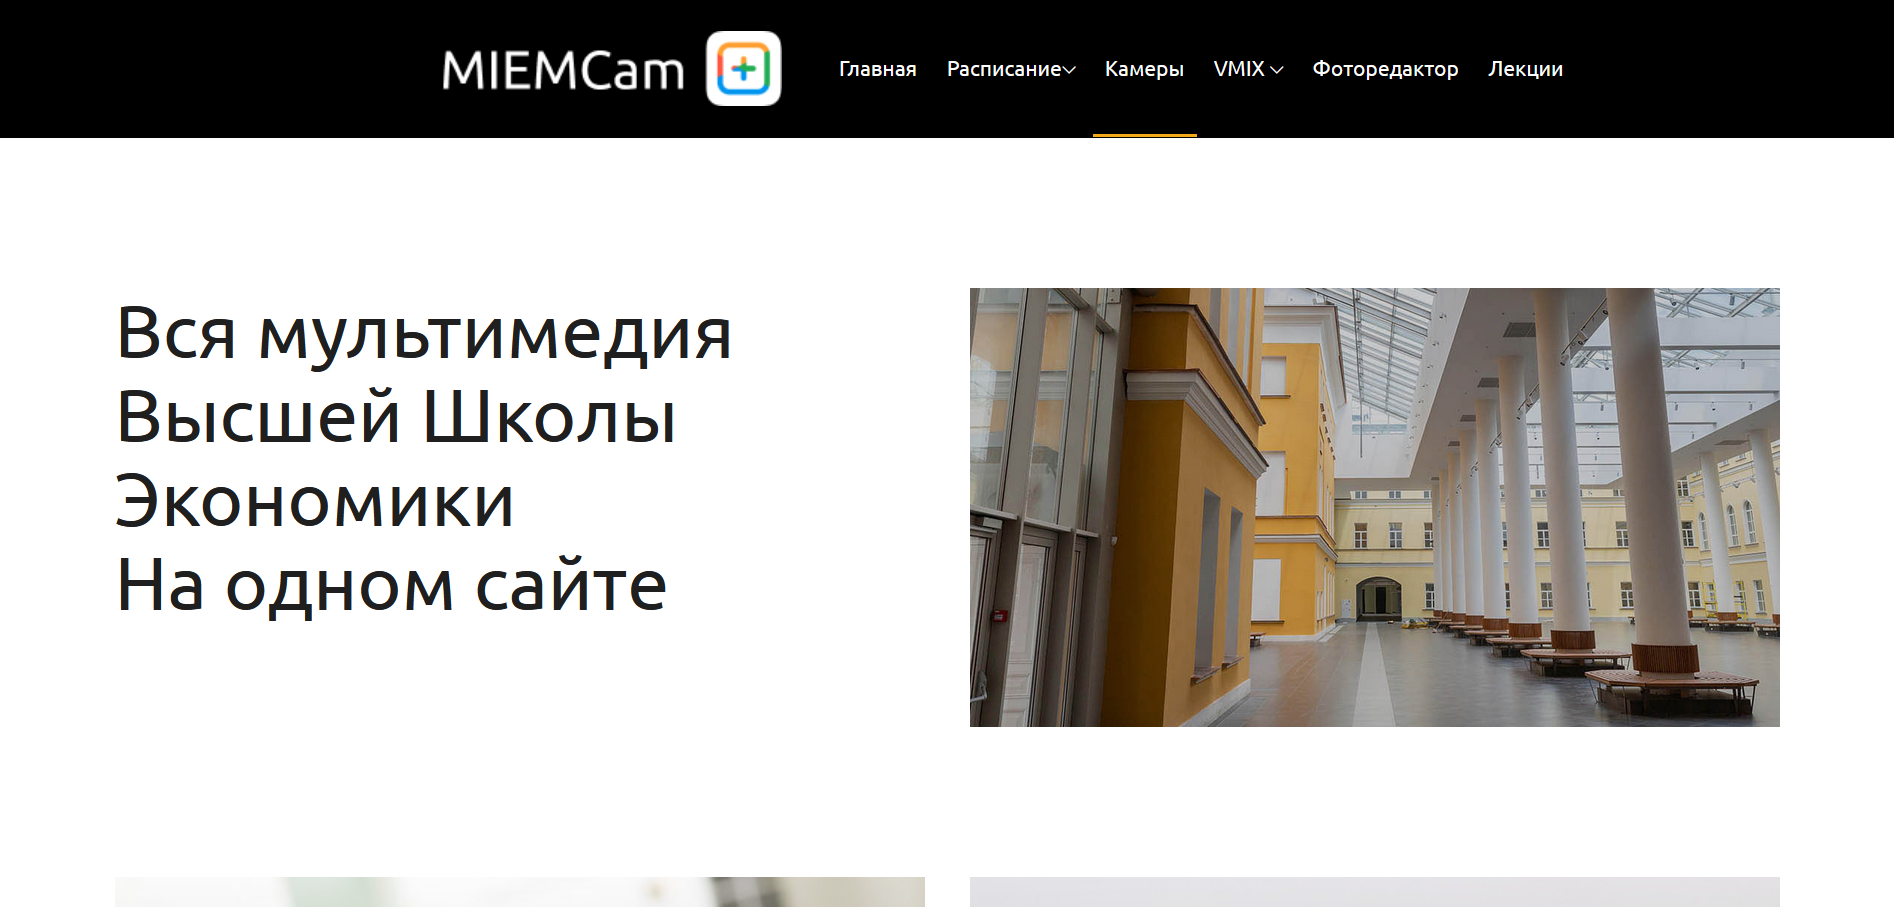 MIEMCam
Главная Расписание Камеры VMIX Фоторедактор Лекции
Вся мультимедия
Высшей Школы
Экономики
На одном сайте